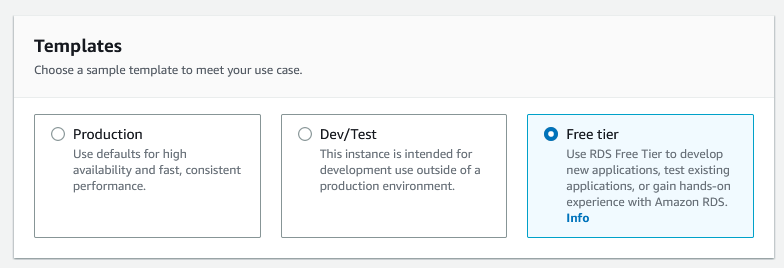 Templates
Choose a sample template to meet your use case.
Production
Use defaults for high
availability and fast, consistent
performance.
Dev/Test
This instance is intended for
development use outside of a
production environment.
Free tier
Use RDS Free Tier to develop
new applications, test existing
applications, or gain hands-on
experience with Amazon RDS.
Info